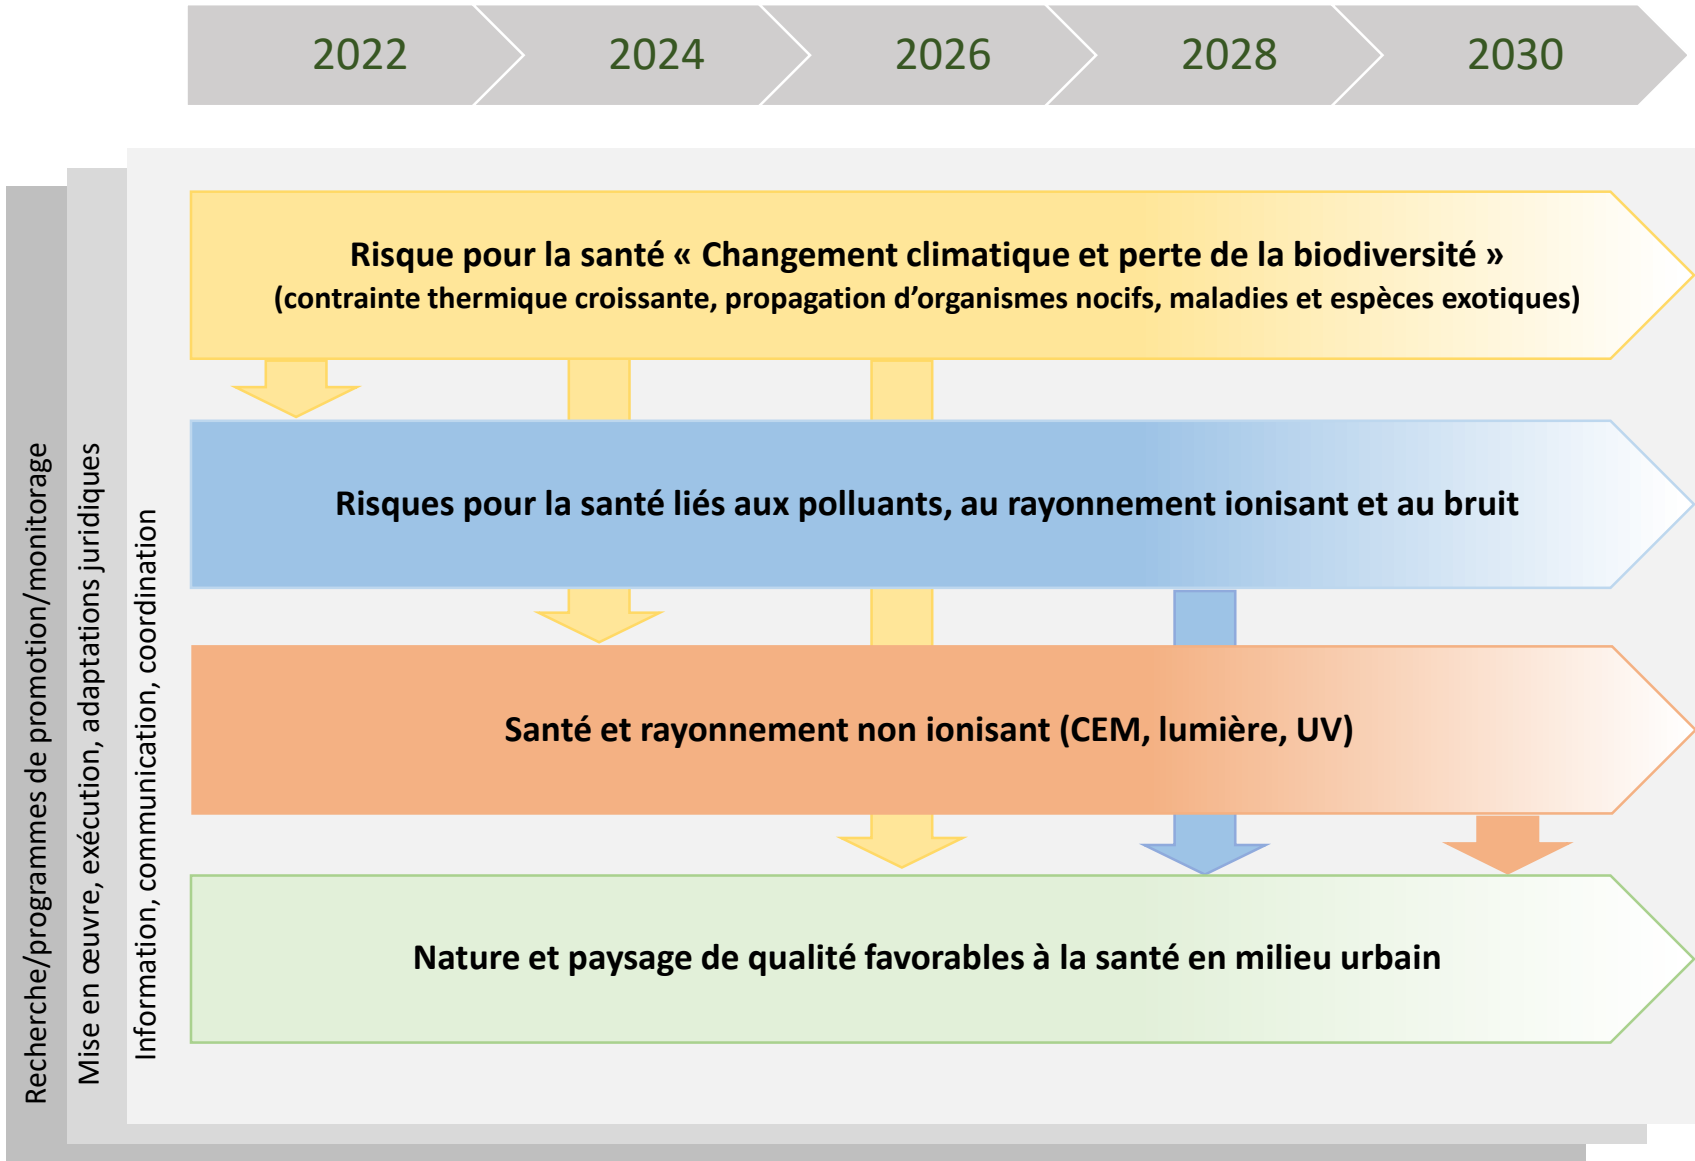 2022
2024
2026
2028
2030
Recherche/programmes de promotion/monitorage
Mise en œuvre, exécution, adaptations juridiques
Information, communication, coordination
Risque pour la santé « Changement climatique et perte de la biodiversité »
(contrainte thermique croissante, propagation d’organismes nocifs, maladies et espèces exotiques)
Risques pour la santé liés aux polluants, au rayonnement ionisant et au bruit
Santé et rayonnement non ionisant (CEM, lumière, UV)
Nature et paysage de qualité favorables à la santé en milieu urbain